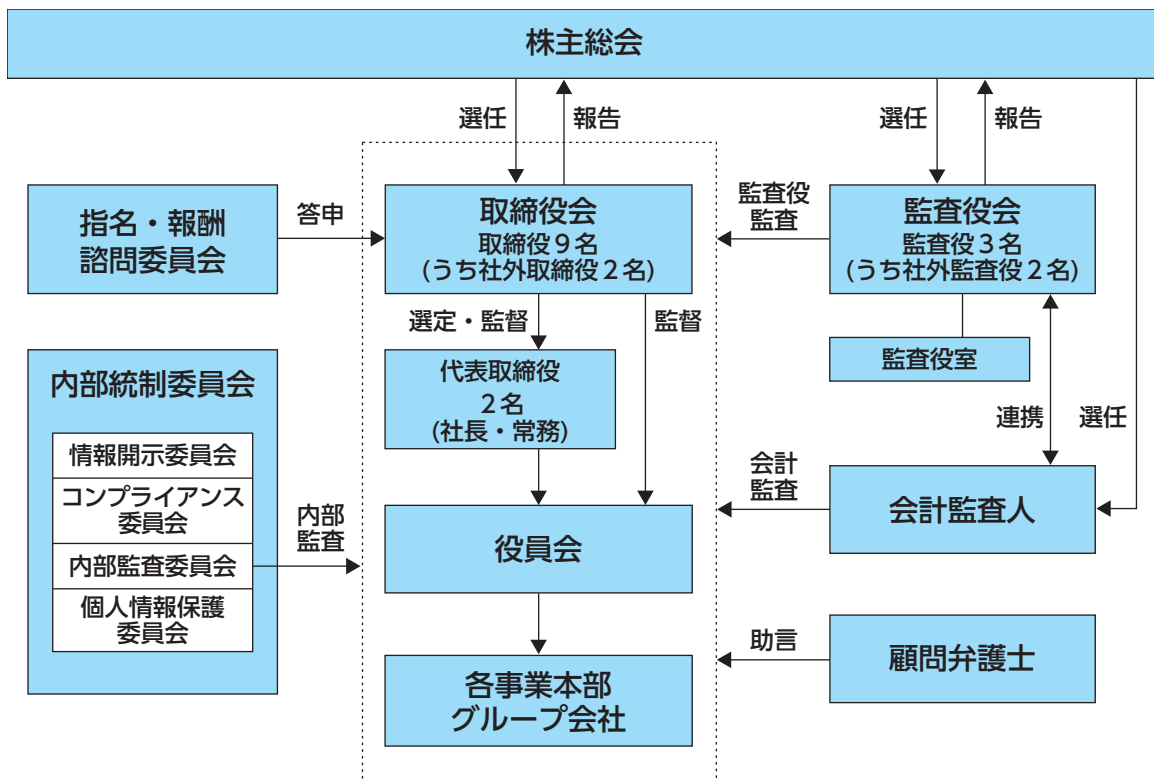 株主総会
選任
報告
選任
報告
指名・報酬
諮問委員会
答申
取締役会
取締役９名
(うち社外取締役２名)
監査役
監査
監査役会
監査役３名
(うち社外監査役２名)
選定・監督
監督
監査役室
内部統制委員会
情報開示委員会
コンプライアンス
委員会
内部監査委員会
個人情報保護
委員会
内部
監査
代表取締役
２名
(社長・常務)
連携
選任
会計
監査
会計監査人
役員会
助言
顧問弁護士
各事業本部
グループ会社